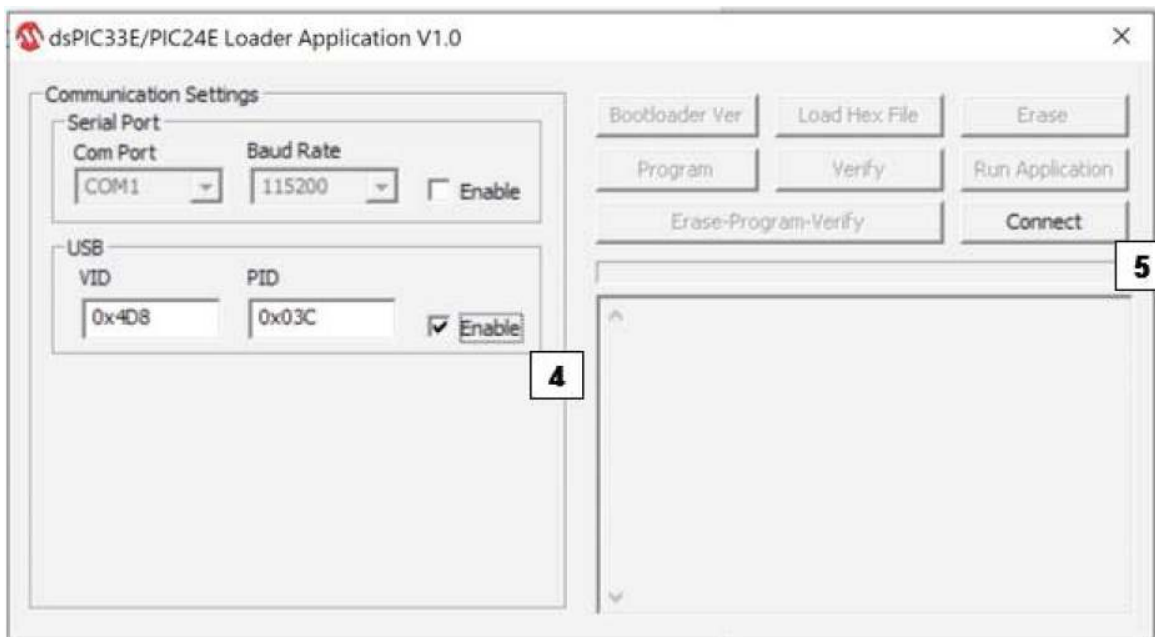 dsPIC33E/PIC24E Loader Application V1.0
Communication Settings
Serial Port
Com Port Baud Rate
COM1 115200 Enable
USB
VID PID
0x4D8 0x03C Enable
4
Bootloader Ver Load Hex File Erase
Program Verify Run Application
Erase-Program-Verify Connect
5